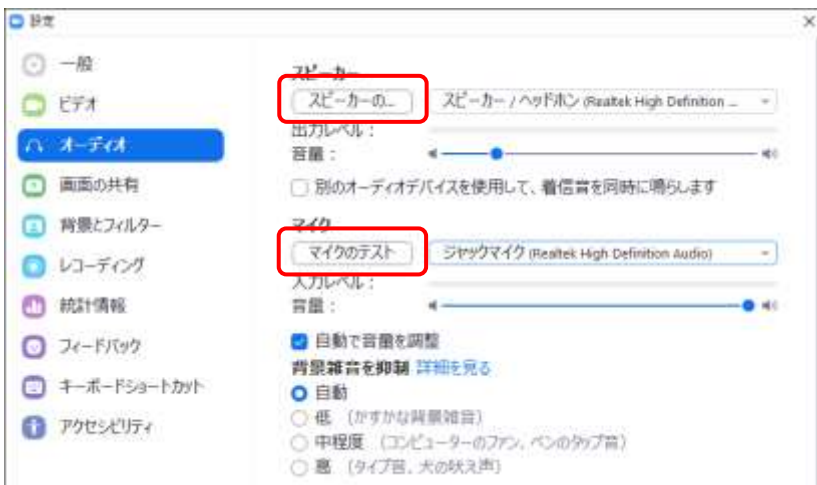 設定
一般
ビデオ
オーディオ
画面の共有
背景とフィルター
レコーディング
統計情報
フィードバック
キーボードショートカット
アクセシビリティ
スピーカー
スピーカーの... スピーカー / ヘッドホン (Realtek High Definition ...
出力レベル：
音量：
別のオーディオデバイスを使用して、着信音を同時に鳴らします
マイク
マイクのテスト ジャックマイク (Realtek High Definition Audio)
入力レベル：
音量：
自動で音量を調整
背景雑音を抑制 詳細を見る
自動
低 （かすかな背景雑音）
中程度 （コンピューターのファン、ペンのタップ音）
高 （タイプ音、犬の吠え声）